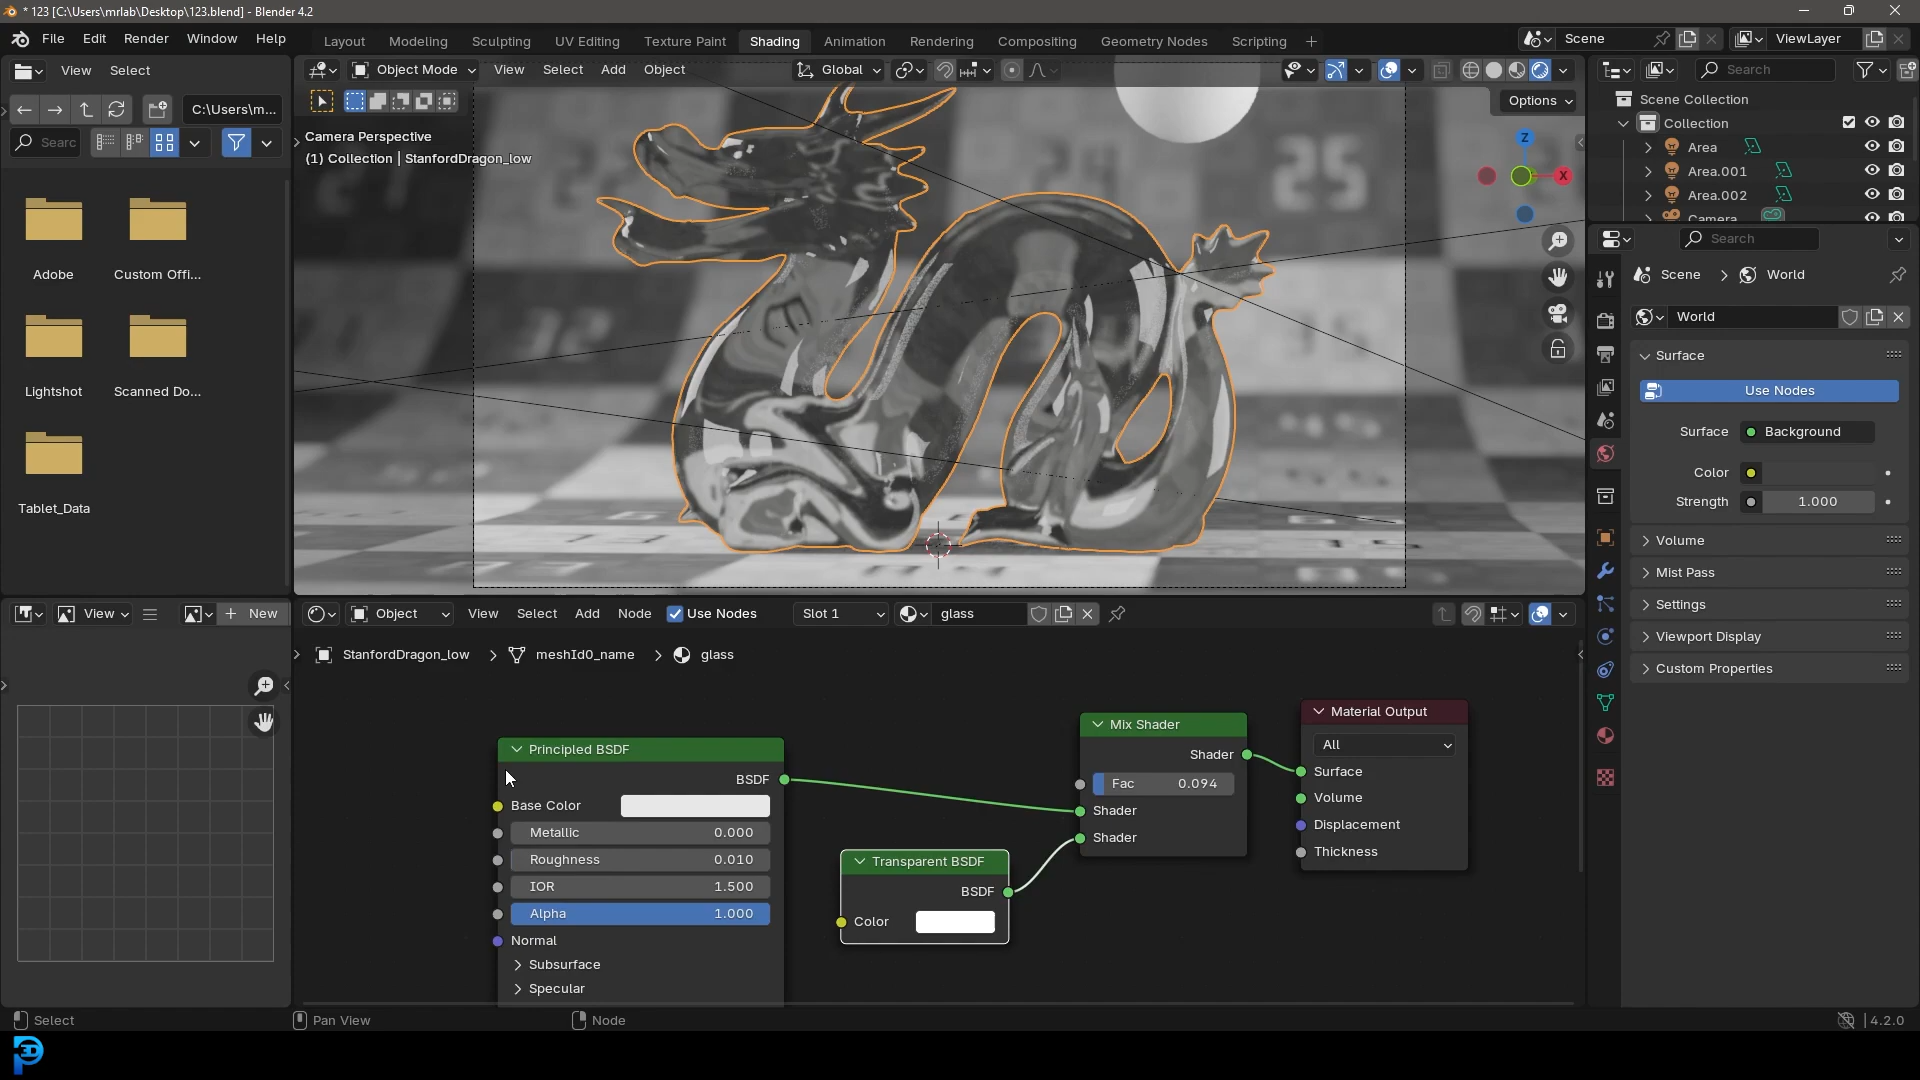 * 123 [C:\Users\mrlab\Desktop\123.blend] - Blender 4.2
File Edit Render Window Help
Layout Modeling Sculpting UV Editing Texture Paint Shading Animation Rendering Compositing Geometry Nodes Scripting +
Scene
ViewLayer
View Select
C:\Users\m...
Searc
Adobe
Custom Offi...
Lightshot
Scanned Do...
Tablet_Data
Object Mode View Select Add Object
Global
Options
Camera Perspective
(1) Collection | StanfordDragon_low
25
Z
X
Search
Scene Collection
Collection
Area
Area.001
Area.002
Camera
Search
Scene > World
World
Surface
Use Nodes
Surface Background
Color
Strength 1.000
Volume
Mist Pass
Settings
Viewport Display
Custom Properties
View
+ New
Object View Select Add Node Use Nodes Slot 1 glass
StanfordDragon_low > meshId0_name > glass
Principled BSDF
BSDF
Base Color
Metallic 0.000
Roughness 0.010
IOR 1.500
Alpha 1.000
Normal
Subsurface
Specular
Transparent BSDF
BSDF
Color
Mix Shader
Shader
Fac 0.094
Shader
Shader
Material Output
All
Surface
Volume
Displacement
Thickness
Select
Pan View
Node
4.2.0
3D